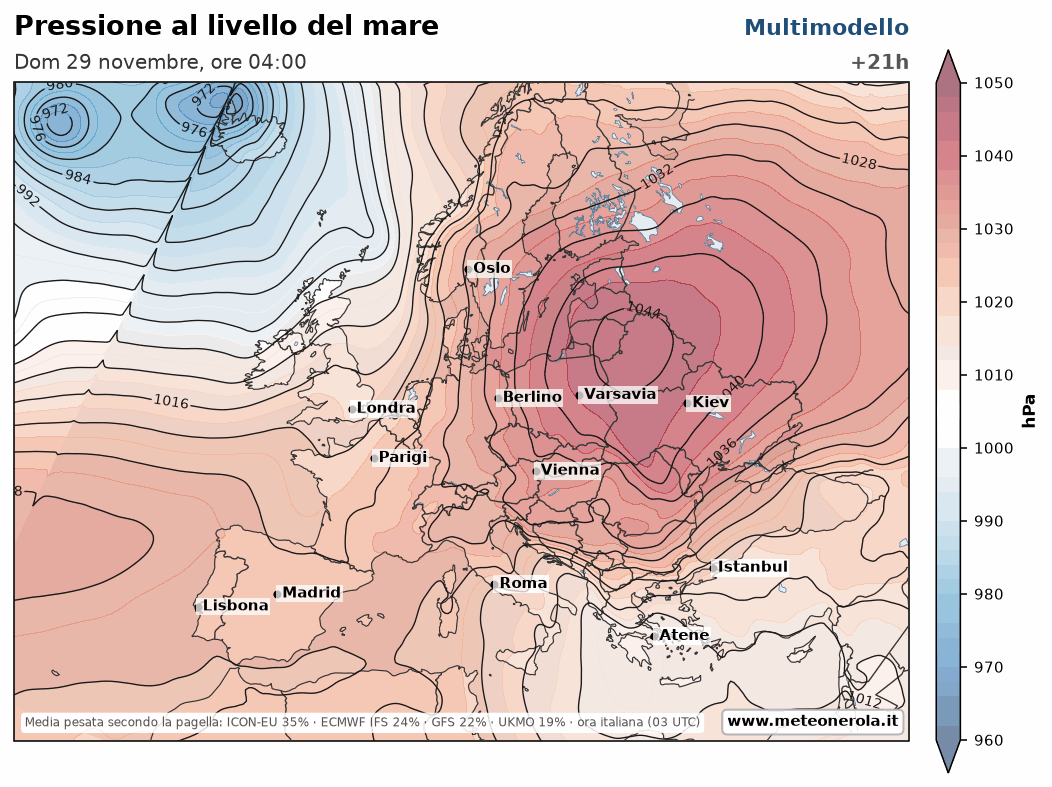 Pressione al livello del mare
Multimodello
Dom 29 novembre, ore 04:00
+21h
980
972
976
972
976
984
992
1028
1032
1044
1040
1036
1016
8
1012
Oslo
Londra
Berlino
Varsavia
Kiev
Parigi
Vienna
Roma
Istanbul
Madrid
Lisbona
Atene
1050
1040
1030
1020
1010
1000
990
980
970
960
hPa
Media pesata secondo la pagella: ICON-EU 35% · ECMWF IFS 24% · GFS 22% · UKMO 19% · ora italiana (03 UTC)
www.meteonerola.it